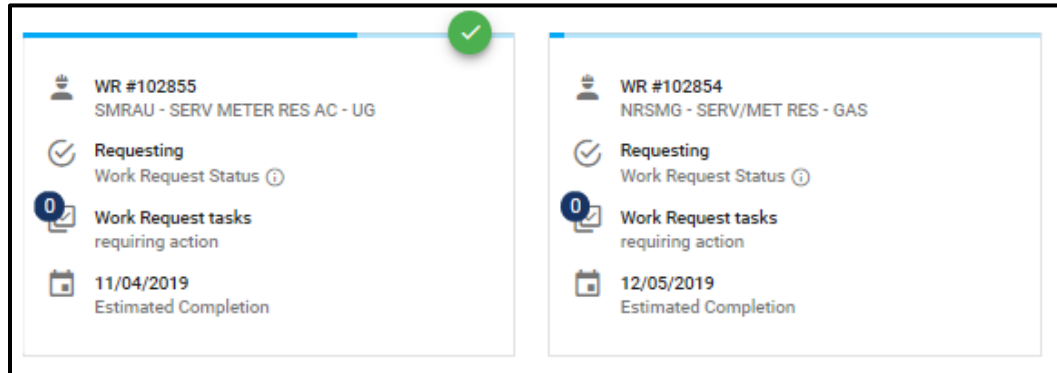 WR #102855
SMRAU - SERV METER RES AC - UG
Requesting
Work Request Status
0
Work Request tasks
requiring action
11/04/2019
Estimated Completion
WR #102854
NRSMG - SERV/MET RES - GAS
Requesting
Work Request Status
0
Work Request tasks
requiring action
12/05/2019
Estimated Completion